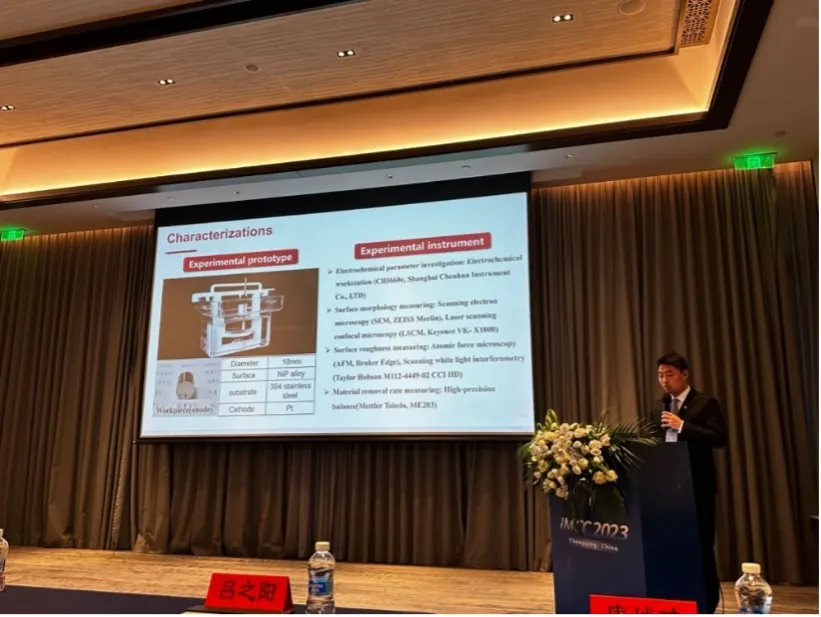 Characterizations
Experimental prototype
Experimental instrument
Electrochemical parameter investigation: Electrochemical
workstation (CHI660e, Shanghai Chenhua Instrument
Co., LTD)
Surface morphology measuring: Scanning electron
microscopy (SEM, ZEISS Merlin), Laser scanning
confocal microscopy (LSCM, Keyence VK- X1000)
Surface roughness measuring: Atomic force microscopy
(AFM, Bruker Edge), Scanning white light interferometry
(Taylor Hobson M112-4449-02 CCI HD)
Material removal rate measuring: High-precision
balance(Mettler Toledo, ME203)
Diameter 10mm
Surface NiP alloy
substrate 304 stainless
steel
Cathode Pt
Workpiece(anode)
2023
Chongqing · China
吕之阳